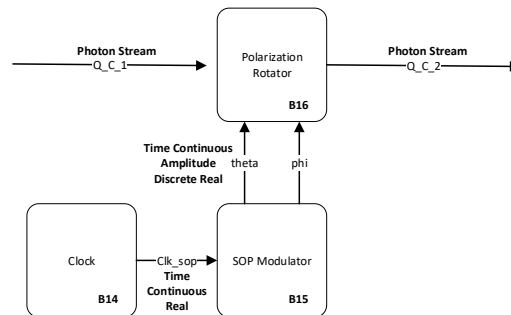 Photon Stream
Q_C_1
Polarization
Rotator
B16
Photon Stream
Q_C_2
Time Continuous
Amplitude
Discrete Real
theta
phi
Clock
B14
Clk_sop
Time
Continuous
Real
SOP Modulator
B15